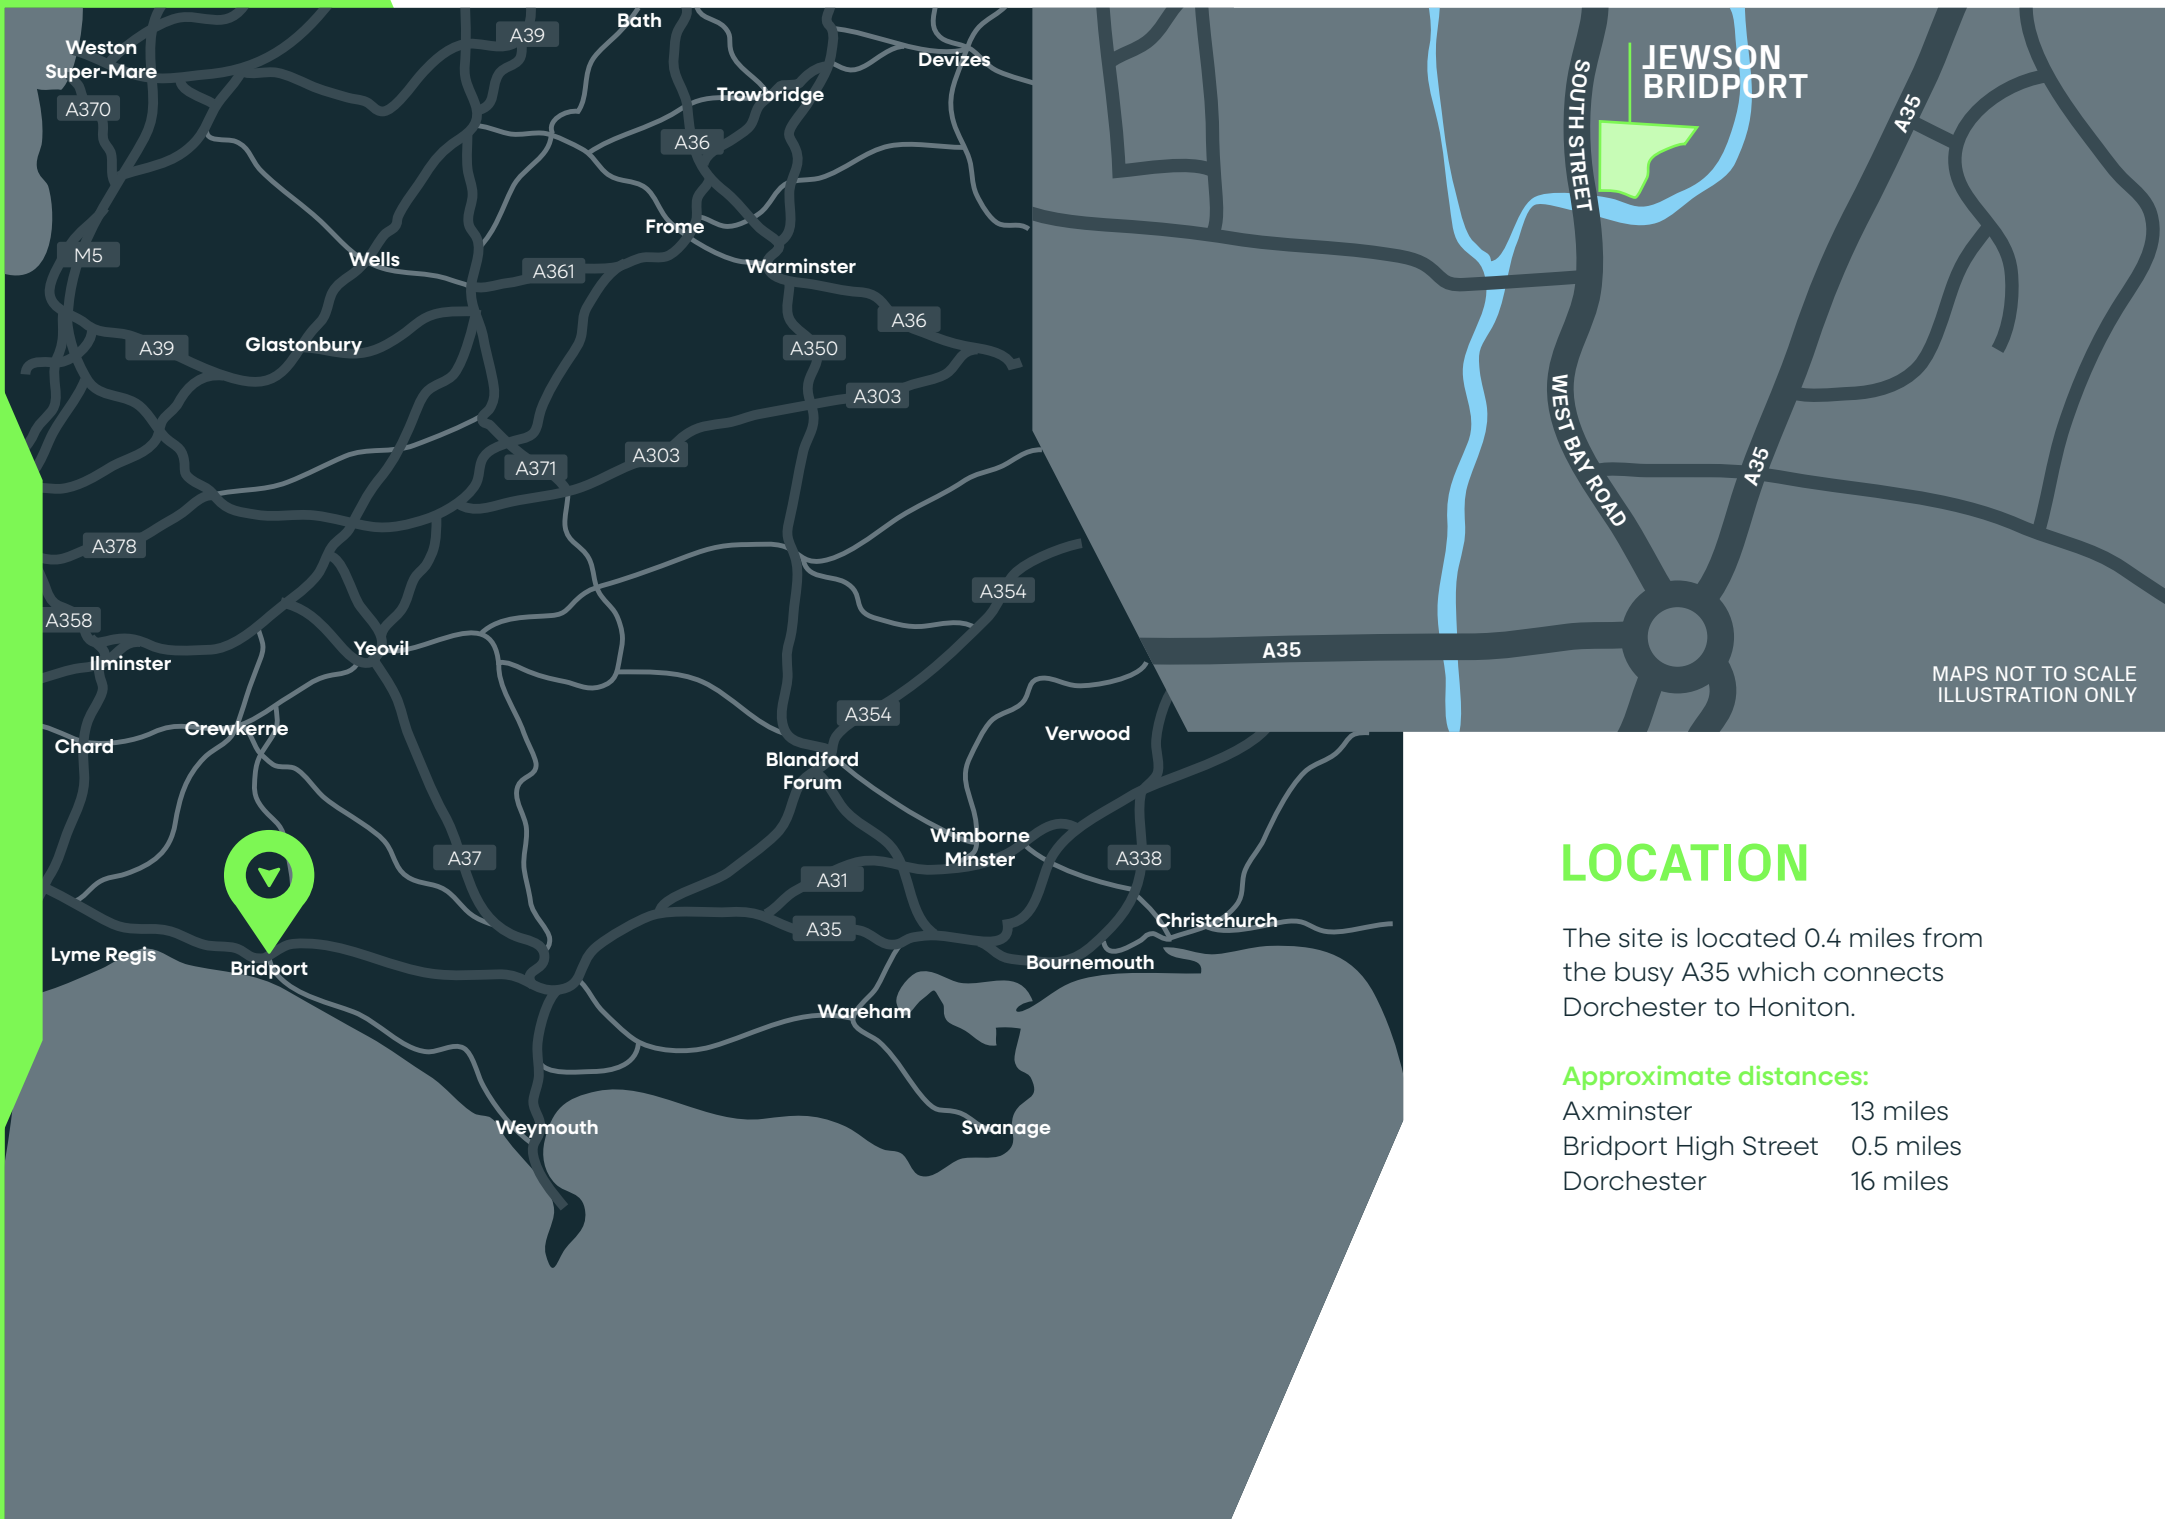 Bath
A39
Weston
Super-Mare
Devizes
A370
Trowbridge
A36
Frome
M5
Wells
A361
Warminster
A36
A39
Glastonbury
A350
A303
A303
A371
A378
A354
A358
Yeovil
Ilminster
A354
Crewkerne
Chard
Verwood
Blandford
Forum
Wimborne
Minster
A37
A338
A31
Christchurch
A35
Lyme Regis
Bridport
Bournemouth
Wareham
Weymouth
Swanage
JEWSON
BRIDPORT
SOUTH STREET
A35
WEST BAY ROAD
A35
A35
MAPS NOT TO SCALE
ILLUSTRATION ONLY
LOCATION
The site is located 0.4 miles from
the busy A35 which connects
Dorchester to Honiton.
Approximate distances:
Axminster 13 miles
Bridport High Street 0.5 miles
Dorchester 16 miles